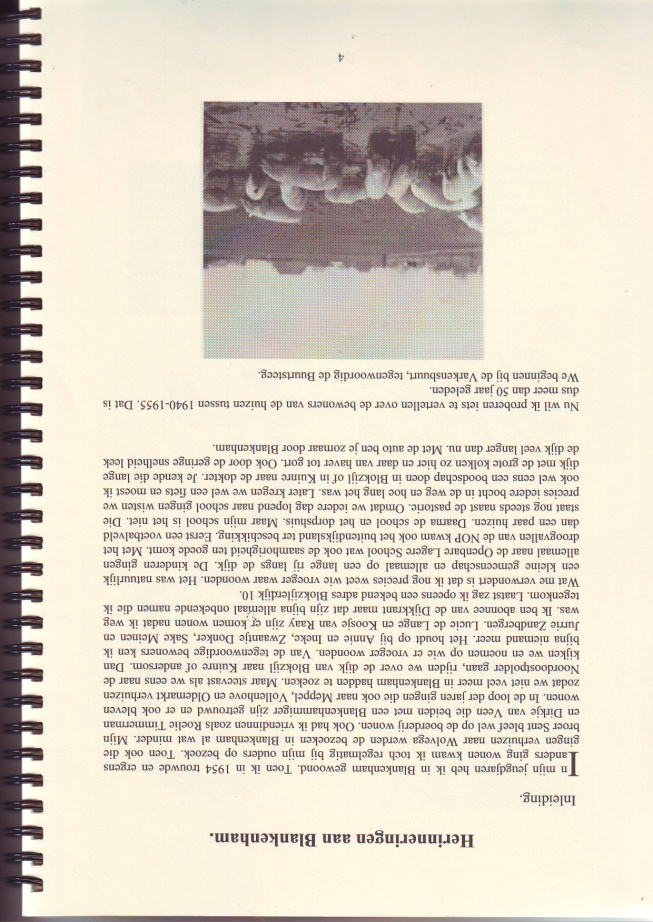 Herinneringen aan Blankenham.
Inleiding.
In mijn jeugdjaren heb ik in Blankenham gewoond. Toen ik in 1954 trouwde en ergens
anders ging wonen kwam ik toch regelmatig bij mijn ouders op bezoek. Toen ook die
gingen verhuizen naar Wolvega werden de bezoeken in Blankenham al wat minder. Mijn
broer Sent bleef wel op de boerderij wonen. Ook had ik vriendinnen zoals Roelie Timmerman
en Dirkje van Veen die beiden met een Blankenhammiger zijn getrouwd en er ook bleven
wonen. In de loop der jaren gingen die ook naar Meppel, Vollenhove en Oldemarkt verhuizen
zodat we niet veel meer in Blankenham hadden te zoeken. Maar stevast als we eens naar de
Noordoostpolder gaan, rijden we over de dijk van Blokzijl naar Kuinre of andersom. Dan
kijken we en noemen op wie er vroeger woonden. Van de tegenwoordige bewoners ken ik
bijna niemand meer. Het houdt op bij Annie en Ineke, Zwaantje Donker, Sake Meinen en
Jurrie Zandbergen. Lucie de Lange en Koosje van Raay zijn er komen wonen nadat ik weg
was. Ik ben abonnee van de Dijkkrant maar dat zijn bijna allemaal onbekende namen die ik
tegenkom. Laatst zag ik opeens een bekend adres Blokzijlerdijk 10.
Wat me verwondert is dat ik nog precies weet wie vroeger waar woonden. Het was natuurlijk
een kleine gemeenschap en allemaal op een lange rij langs de dijk. De kinderen gingen
allemaal naar de Openbare Lagere School wat ook de saamhorigheid ten goede komt. Met het
droogvallen van de NOP kwam ook het buitendijksland ter beschikking. Eerst een voetbalveld
dan een paar huizen. Daarna de school en het dorpshuis. Maar mijn school is het niet. Die
staat nog steeds naast de pastorie. Omdat we iedere dag lopend naar school gingen wisten we
precies iedere bocht in de weg en hoe lang het was. Later kregen we wel een fiets en moest ik
ook wel eens een boodschap doen in Blokzijl of in Kuinre naar de dokter. Je kende die lange
dijk met de grote kolken zo hier en daar van haver tot gort. Ook door de geringe snelheid leek
de dijk veel langer dan nu. Met de auto ben je zomaar door Blankenham.
Nu wil ik proberen iets te vertellen over de bewoners van de huizen tussen 1940-1955. Dat is
dus meer dan 50 jaar geleden.
We beginnen bij de Varkensbuurt, tegenwoordig de Buurtsteeg.
4